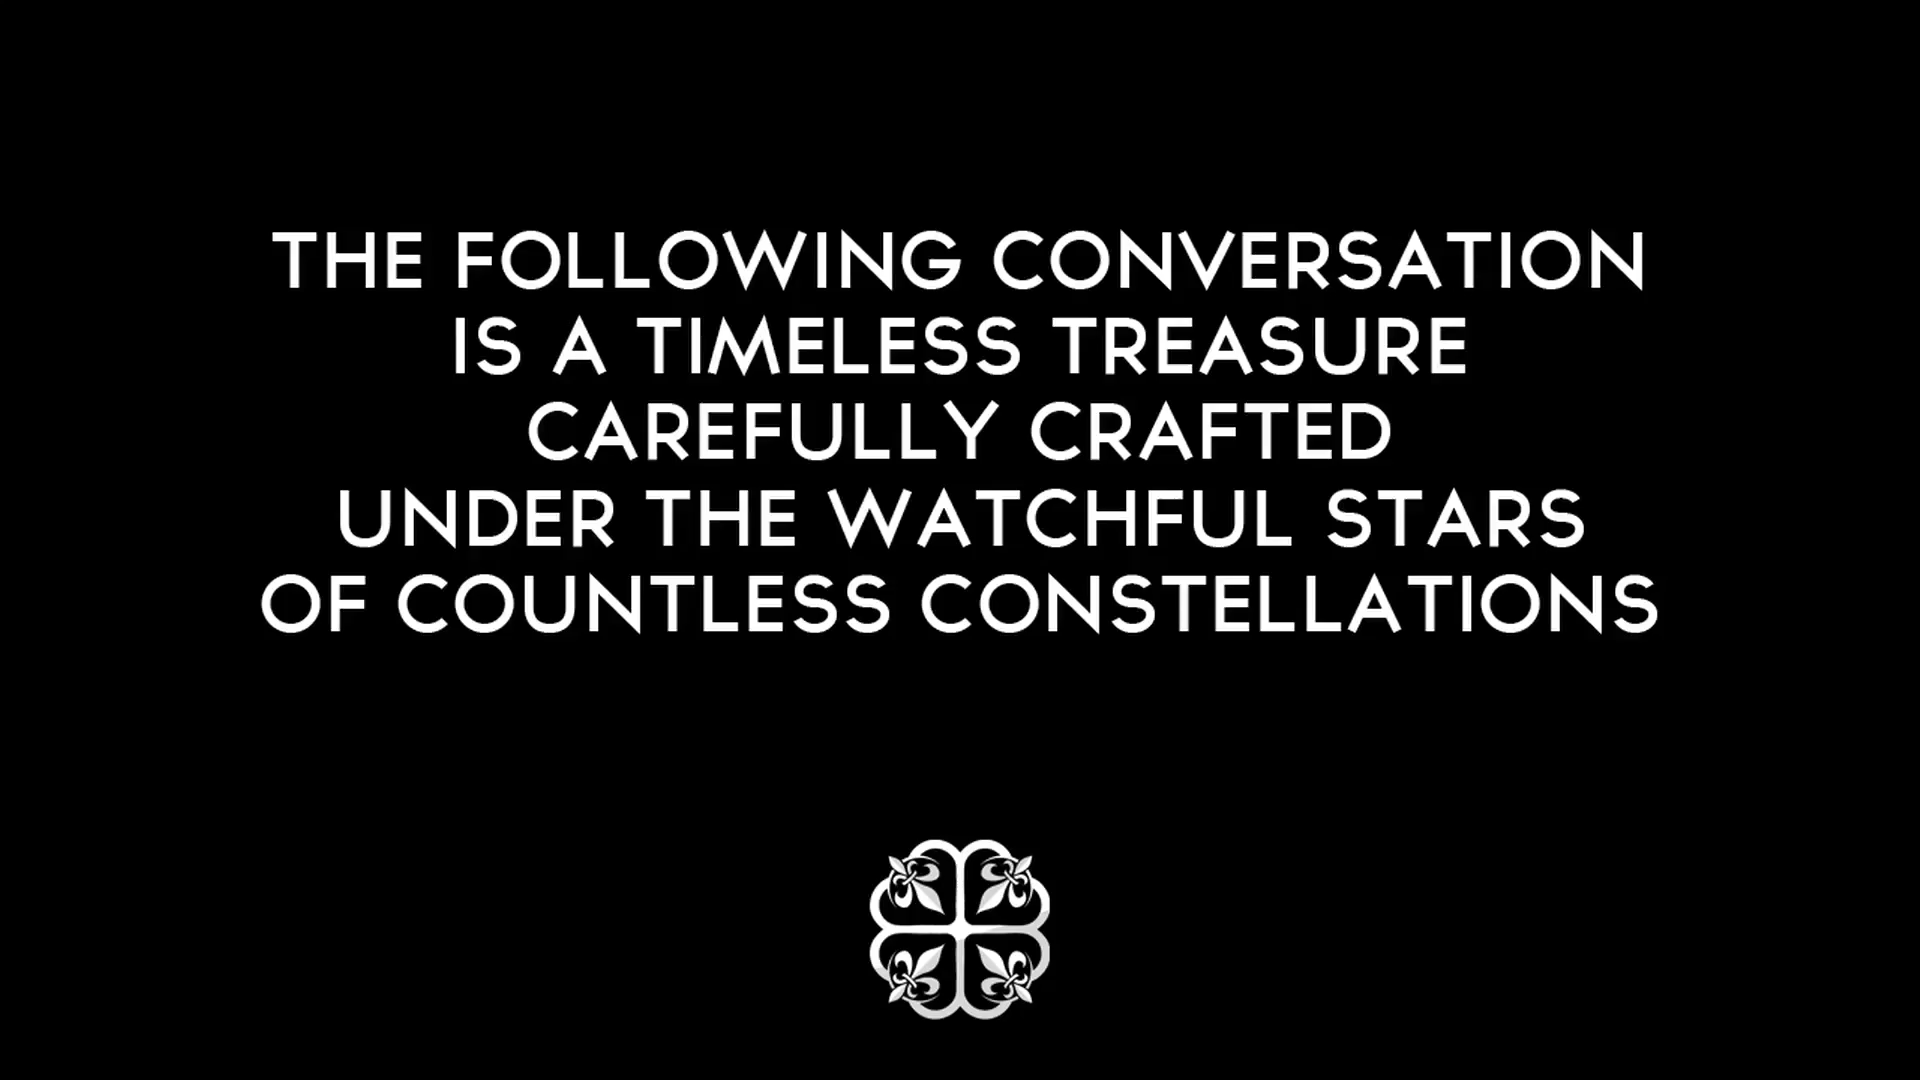 THE FOLLOWING CONVERSATION
IS A TIMELESS TREASURE
CAREFULLY CRAFTED
UNDER THE WATCHFUL STARS
OF COUNTLESS CONSTELLATIONS